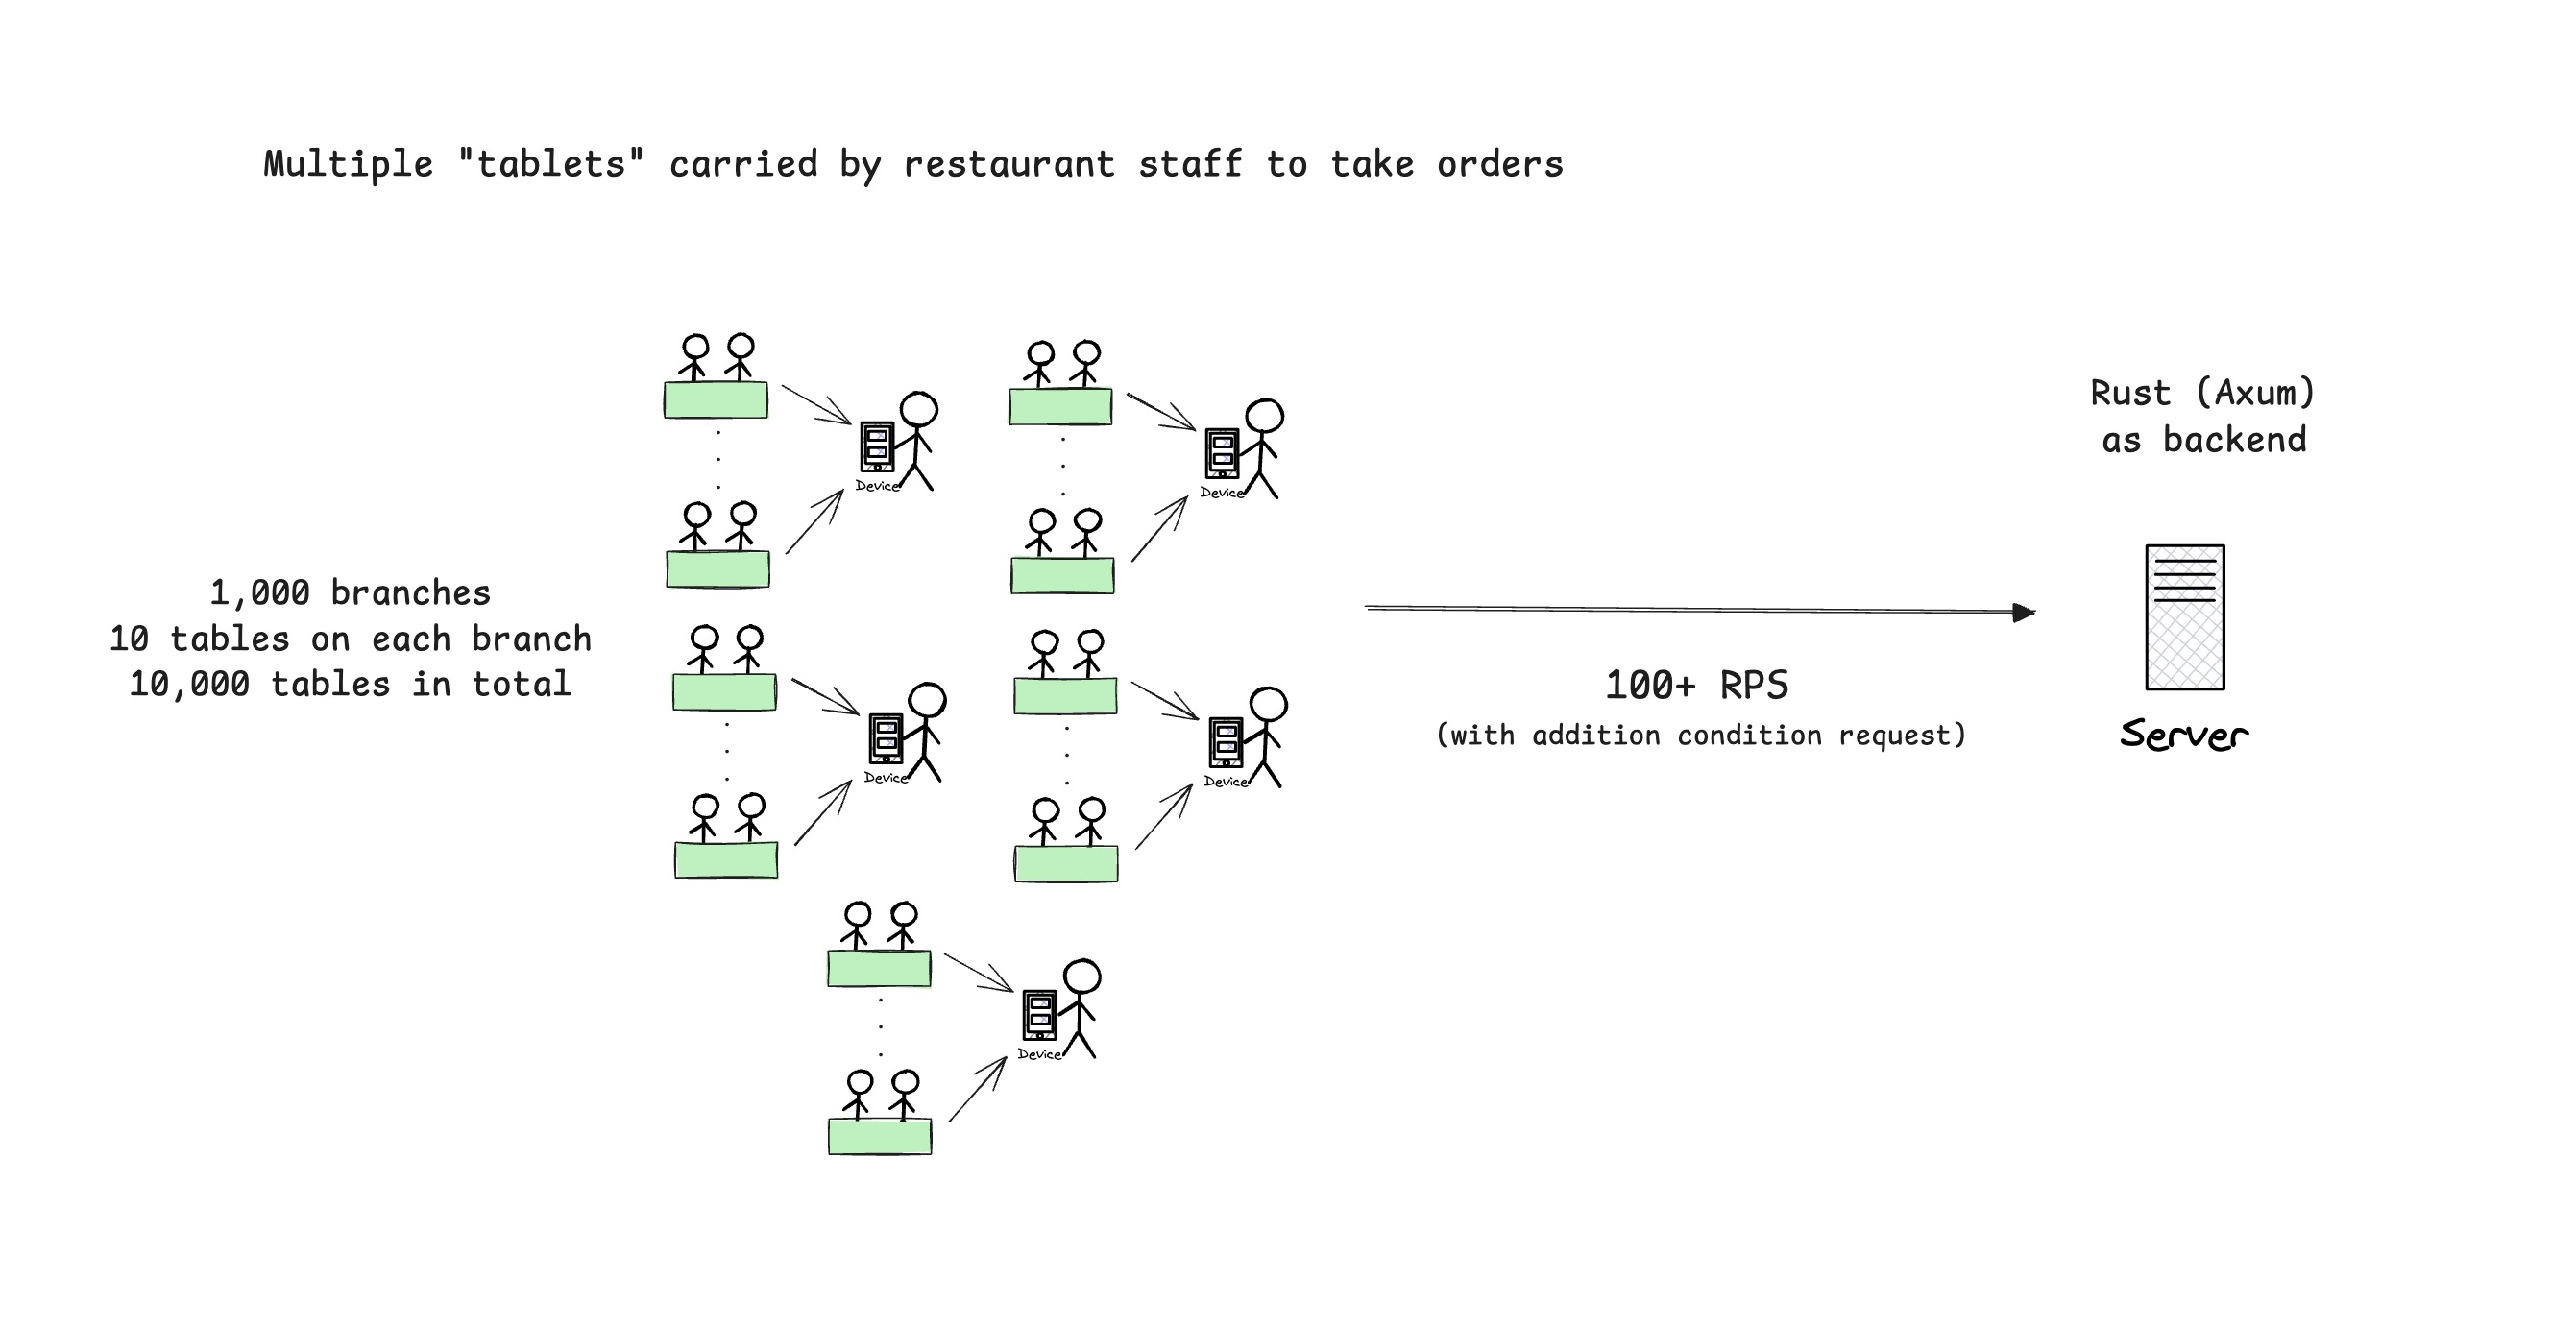 Multiple "tablets" carried by restaurant staff to take orders
1,000 branches
10 tables on each branch
10,000 tables in total
Device
Device
Device
Device
Device
100+ RPS
(with addition condition request)
Rust (Axum)
as backend
Server